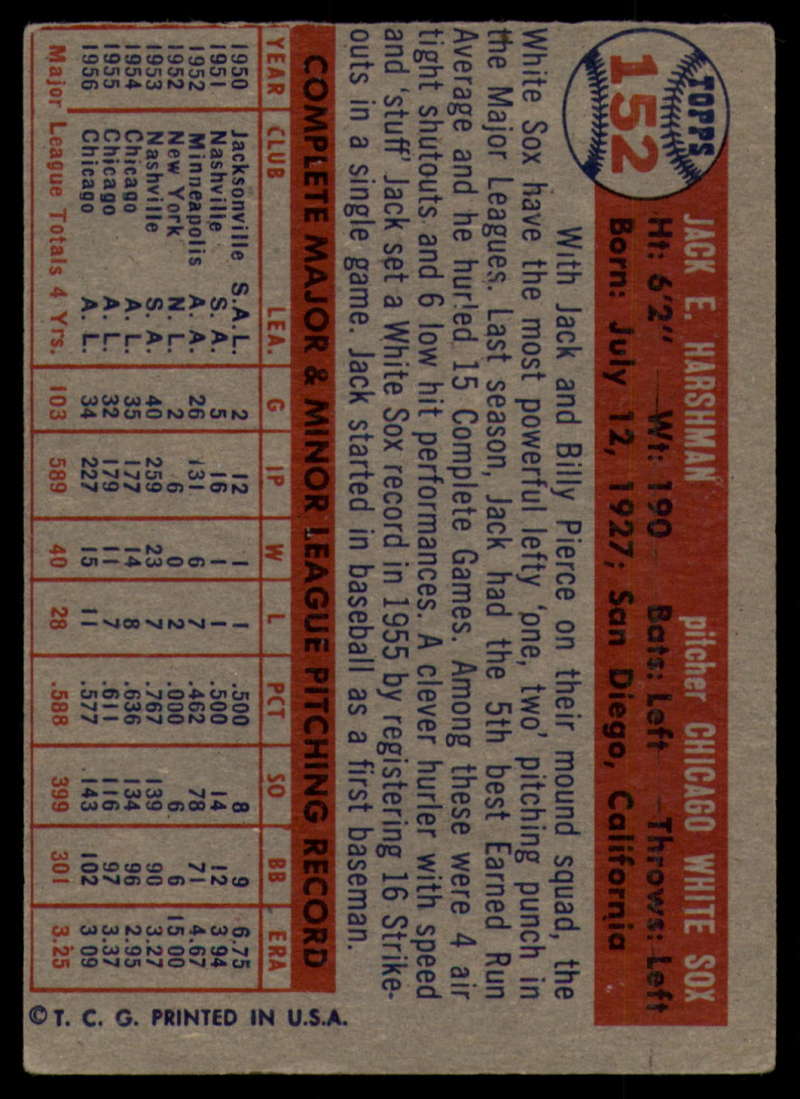 TOPPS
152
JACK E. HARSHMAN pitcher CHICAGO WHITE SOX
Ht: 6'2" Wt: 190 Bats: Left Throws: Left
Born: July 12, 1927; San Diego, California
With Jack and Billy Pierce on their mound squad, the
White Sox have the most powerful lefty 'one, two' pitching punch in
the Major Leagues. Last season, Jack had the 5th best Earned Run
Average and he hurled 15 Complete Games. Among these were 4 air
tight shutouts and 6 low hit performances. A clever hurler with speed
and 'stuff' Jack set a White Sox record in 1955 by registering 16 Strike-
outs in a single game. Jack started in baseball as a first baseman.
COMPLETE MAJOR & MINOR LEAGUE PITCHING RECORD
YEAR CLUB LEA. G IP W L PCT SO BB ERA
1950 Jacksonville S.A.L. 2 12 1 1 .500 8 9 6.75
1951 Nashville S. A. 5 16 1 1 .500 14 12 3.94
1952 Minneapolis A. A. 26 131 6 7 .462 78 71 4.67
1952 New York N. L. 2 6 0 2 .000 6 6 15.00
1953 Nashville S. A. 40 259 23 7 .767 139 90 3.27
1954 Chicago A. L. 35 177 14 8 .636 134 96 2.95
1955 Chicago A. L. 32 179 11 7 .611 116 97 3.37
1956 Chicago A. L. 34 227 15 11 .577 143 102 3 09
Major League Totals 4 Yrs. 103 589 40 28 .588 399 301 3.25
© T. C. G. PRINTED IN U.S.A.